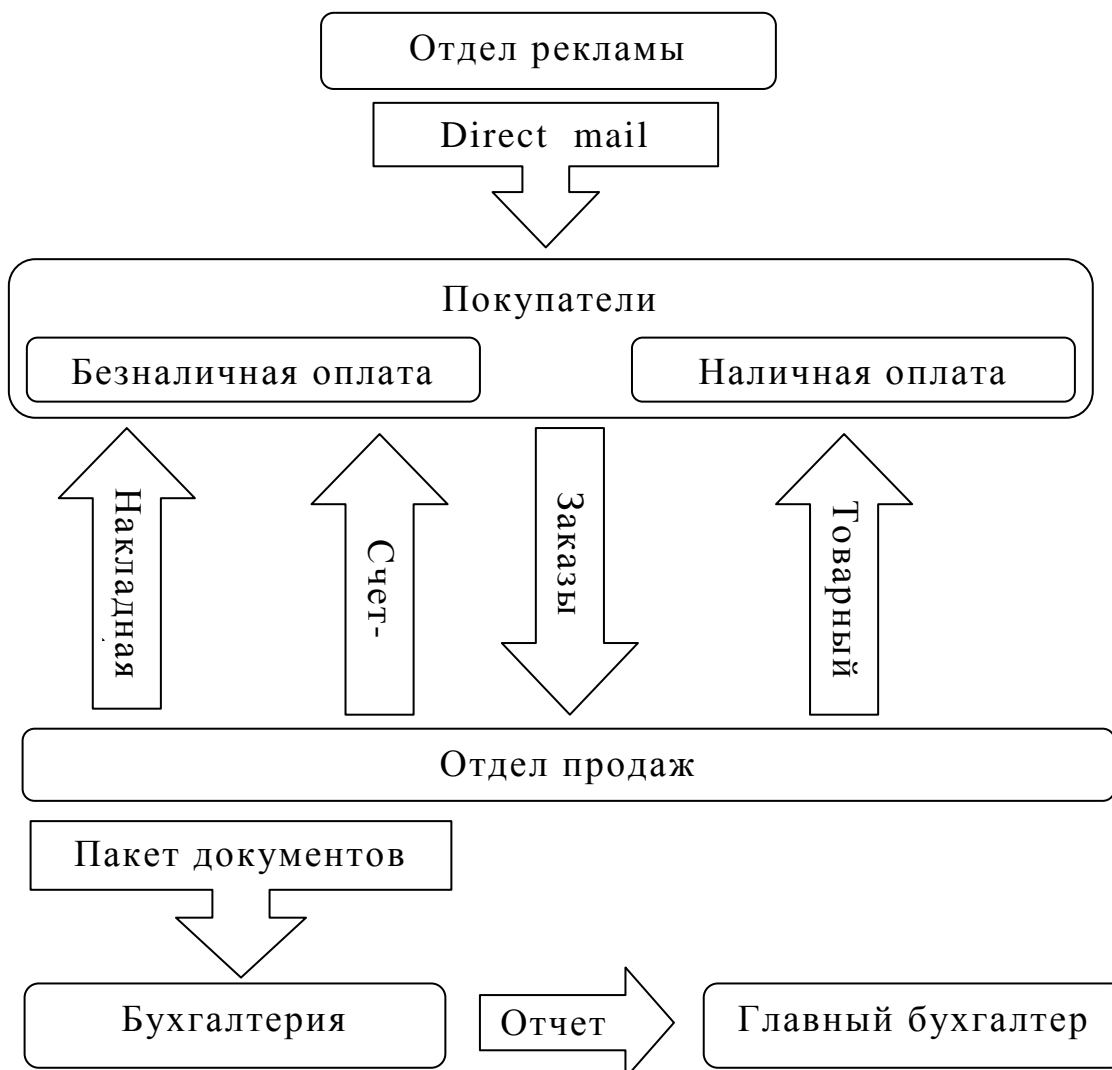 Отдел рекламы
Direct mail
Покупатели
Безналичная оплата
Наличная оплата
Накладная
Счет-
Заказы
Товарный
Отдел продаж
Пакет документов
Бухгалтерия
Отчет
Главный бухгалтер